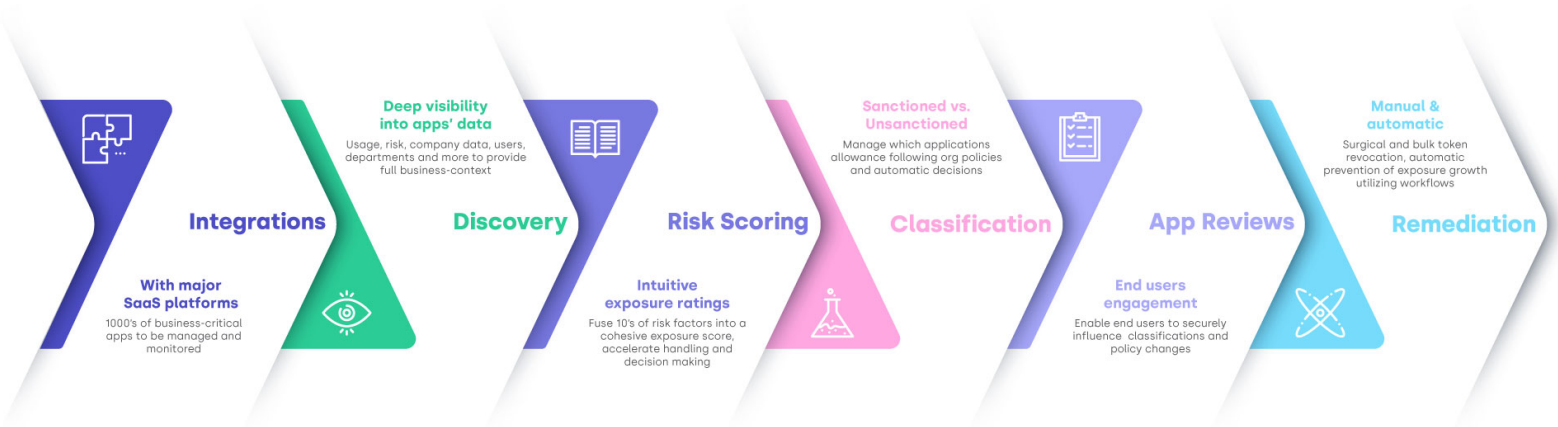 Integrations
With major
SaaS platforms
1000's of business-critical
apps to be managed and
monitored
Deep visibility
into apps' data
Usage, risk, company data, users,
departments and more to provide
full business-context
Discovery
Risk Scoring
Intuitive
exposure ratings
Fuse 10's of risk factors into a
cohesive exposure score,
accelerate handling and
decision making
Sanctioned vs.
Unsanctioned
Manage which applications
allowance following org policies
and automatic decisions
Classification
App Reviews
End users
engagement
Enable end users to securely
influence classifications and
policy changes
Manual &
automatic
Surgical and bulk token
revocation, automatic
prevention of exposure growth
utilizing workflows
Remediation